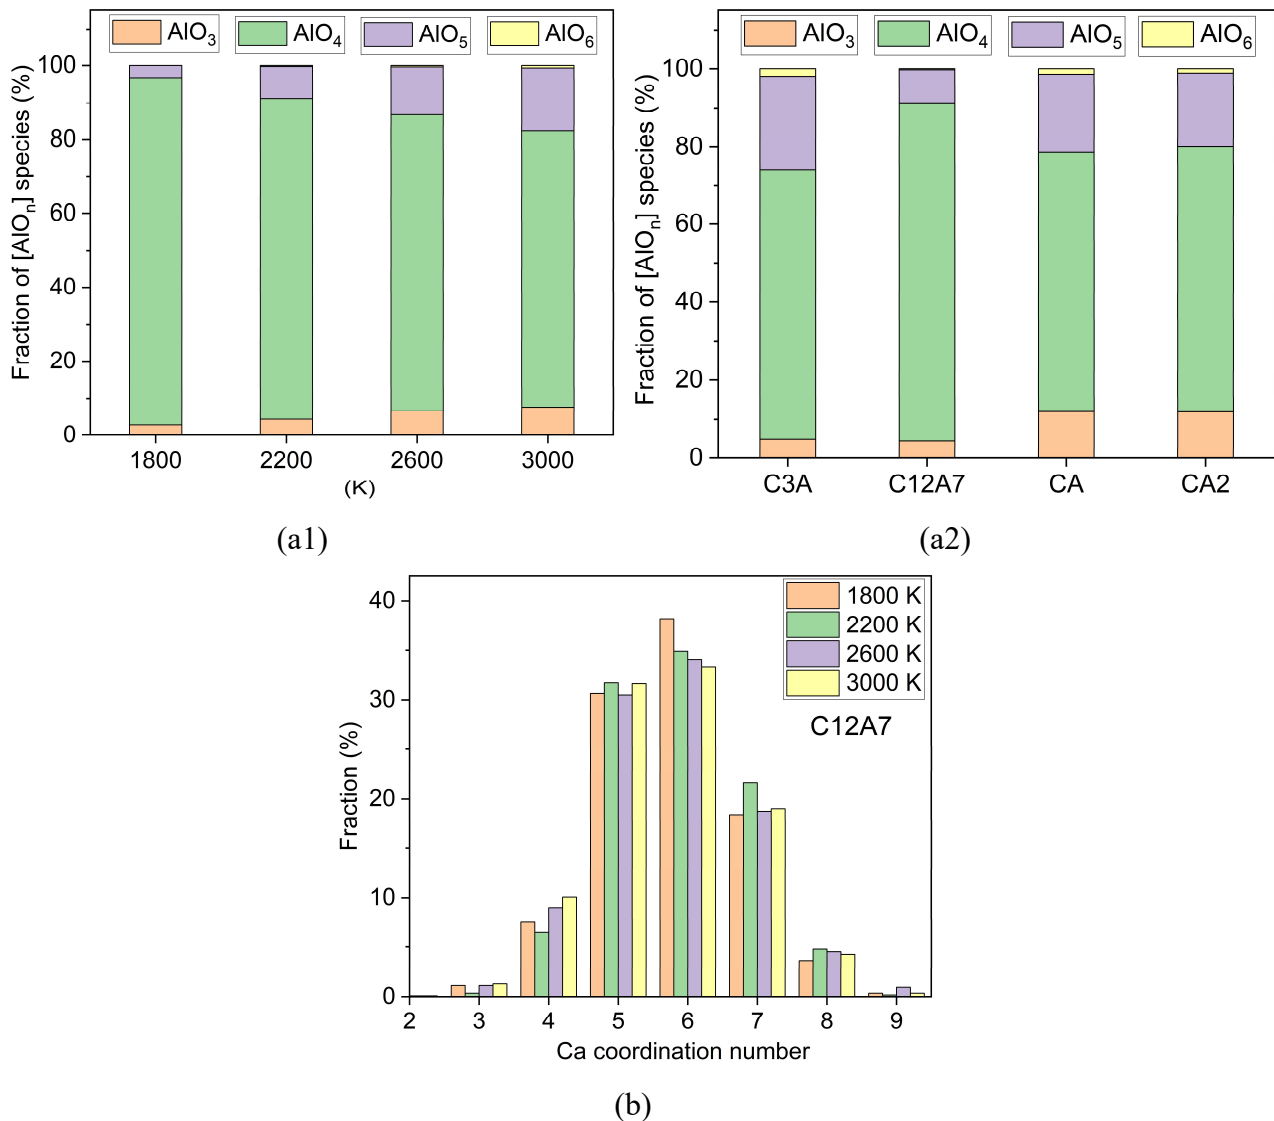 AlO3 AlO4 AlO5 AlO6
Fraction of [AlOn] species (%)
100
80
60
40
20
0
1800 2200 2600 3000
(K)
(a1)
AlO3 AlO4 AlO5 AlO6
Fraction of [AlOn] species (%)
100
80
60
40
20
0
C3A C12A7 CA CA2
(a2)
1800 K
2200 K
2600 K
3000 K
C12A7
Fraction (%)
40
30
20
10
0
2 3 4 5 6 7 8 9
Ca coordination number
(b)